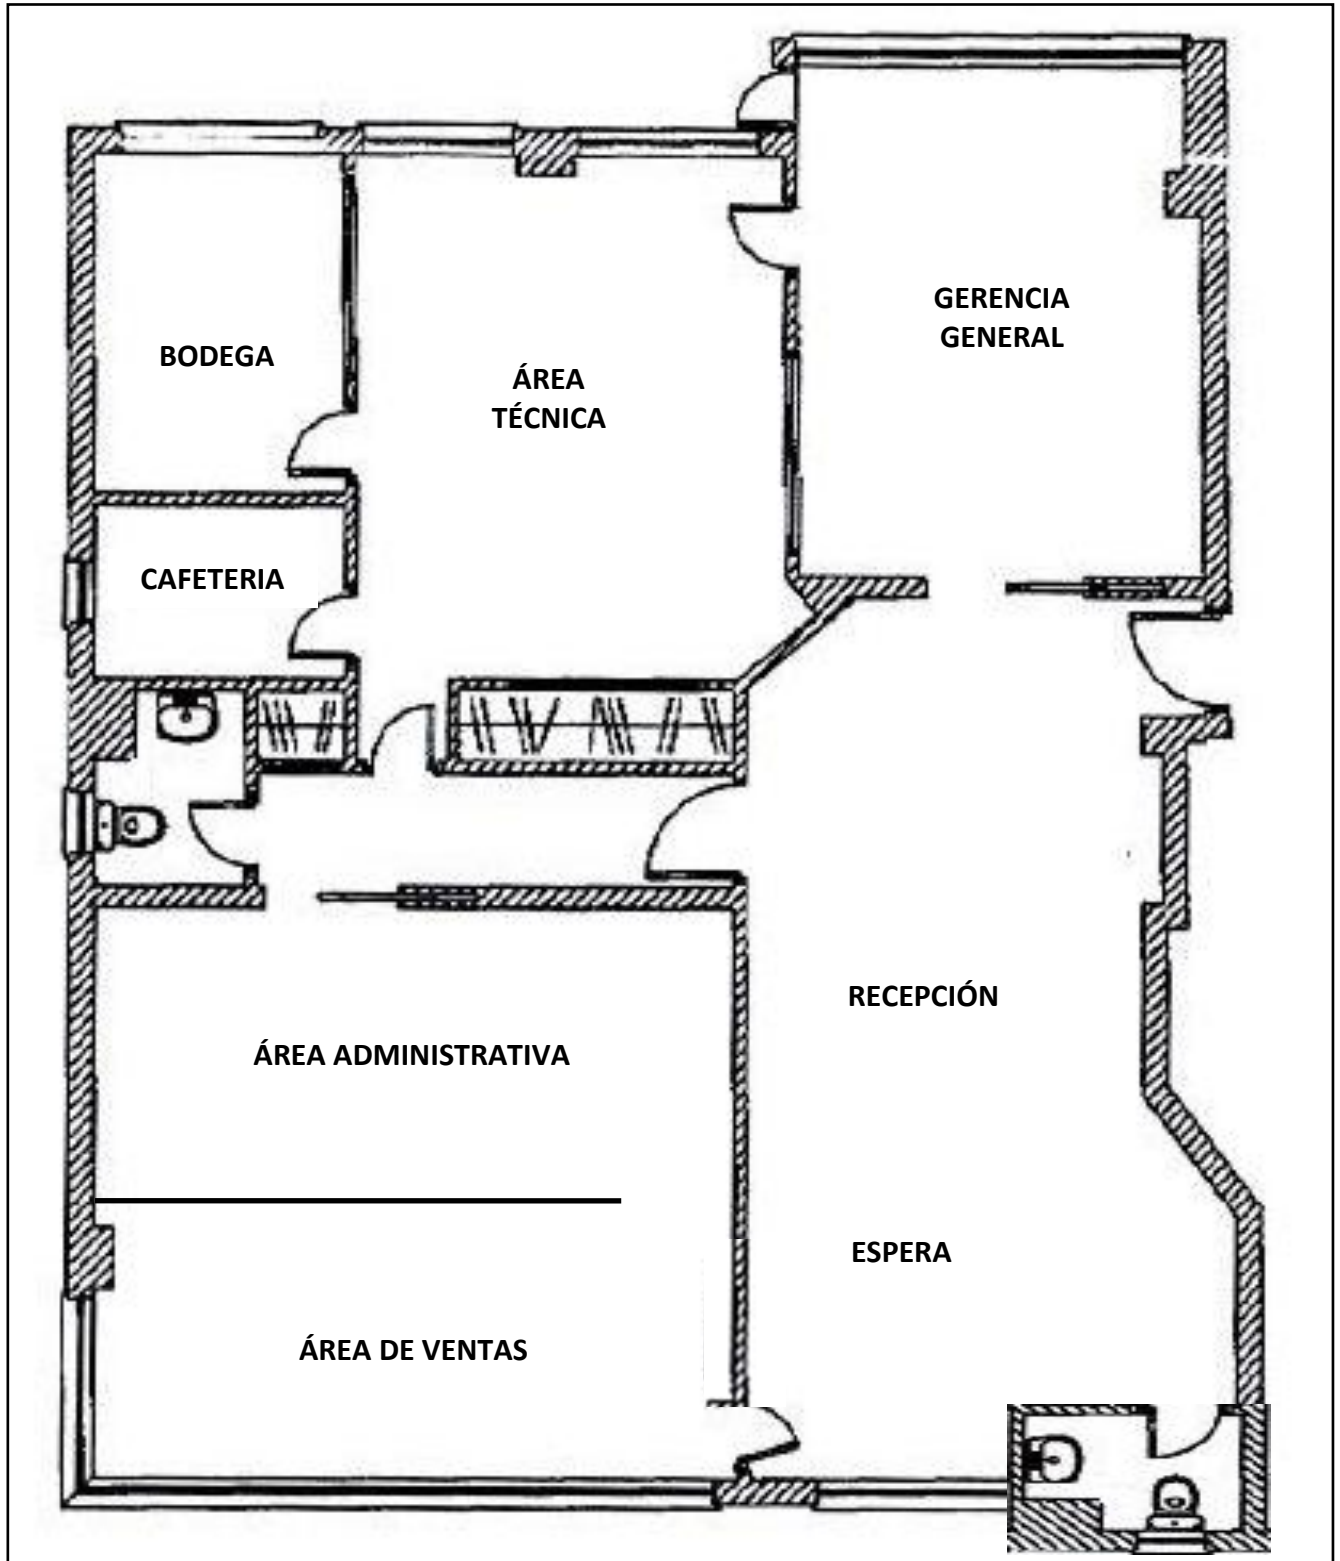 GERENCIA
GENERAL
BODEGA
ÁREA
TÉCNICA
CAFETERIA
RECEPCIÓN
ÁREA ADMINISTRATIVA
ESPERA
ÁREA DE VENTAS